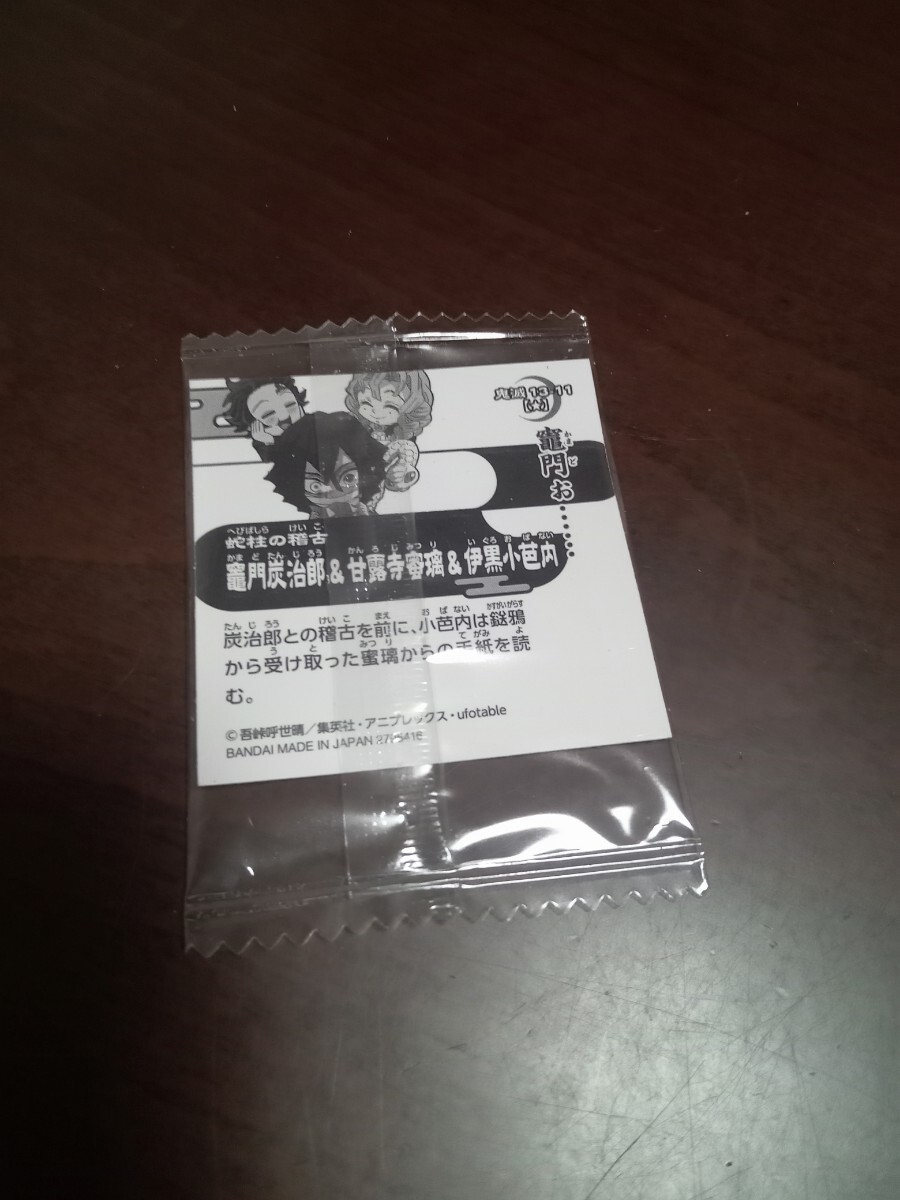 鬼滅 13-11
【火】
竈門お……
蛇柱の稽古
竈門炭治郎&甘露寺蜜璃&伊黒小芭内
炭治郎との稽古を前に、小芭内は鎹鴉
から受け取った蜜璃からの手紙を読
む。
©吾峠呼世晴／集英社・アニプレックス・ufotable
BANDAI MADE IN JAPAN